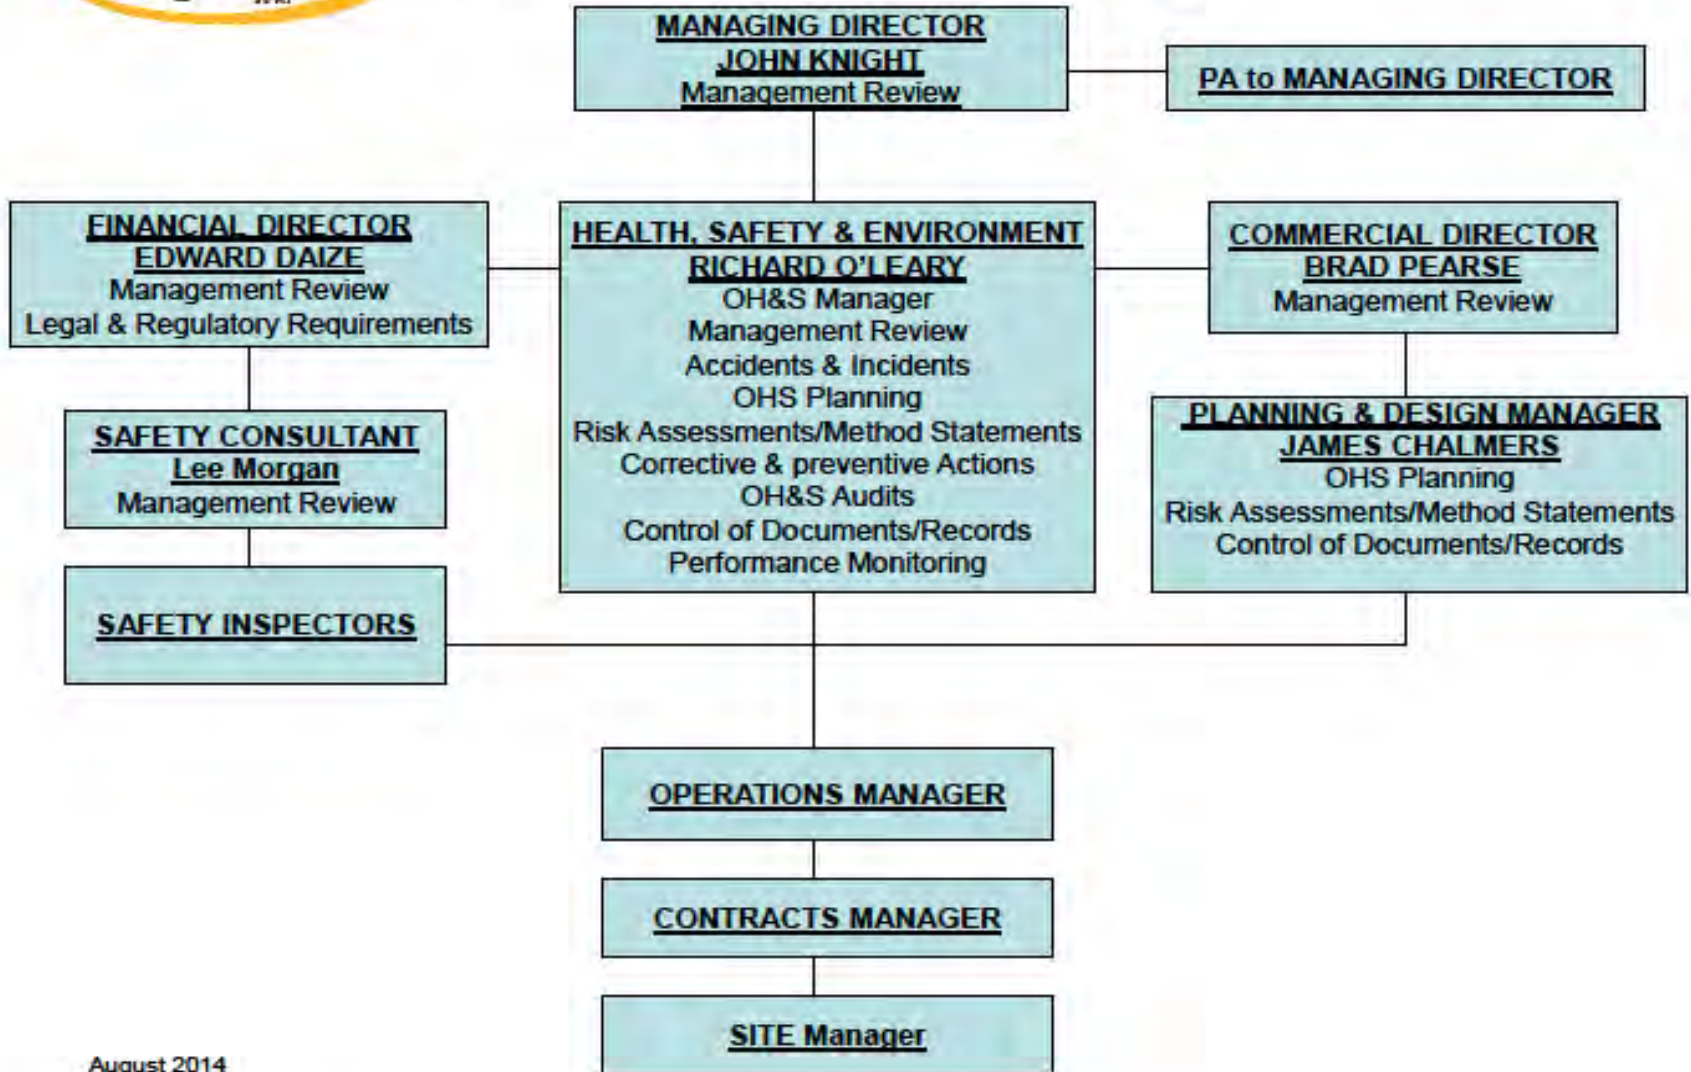 MANAGING DIRECTOR
JOHN KNIGHT
Management Review
PA to MANAGING DIRECTOR
FINANCIAL DIRECTOR
EDWARD DAIZE
Management Review
Legal & Regulatory Requirements
HEALTH, SAFETY & ENVIRONMENT
RICHARD O'LEARY
OH&S Manager
Management Review
Accidents & Incidents
OHS Planning
Risk Assessments/Method Statements
Corrective & preventive Actions
OH&S Audits
Control of Documents/Records
Performance Monitoring
COMMERCIAL DIRECTOR
BRAD PEARSE
Management Review
SAFETY CONSULTANT
Lee Morgan
Management Review
PLANNING & DESIGN MANAGER
JAMES CHALMERS
OHS Planning
Risk Assessments/Method Statements
Control of Documents/Records
SAFETY INSPECTORS
OPERATIONS MANAGER
CONTRACTS MANAGER
SITE Manager
August 2014